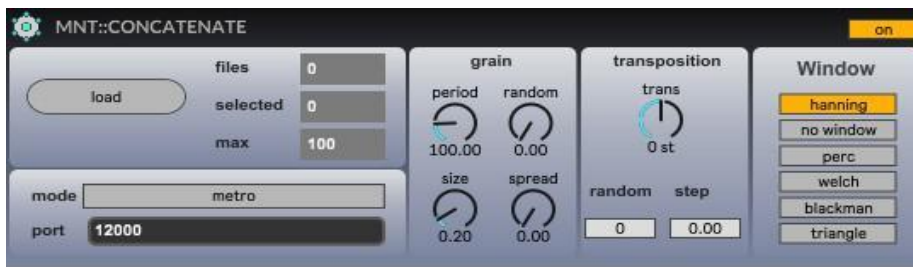 MNT::CONCATENATE
on
load
files 0
selected 0
max 100
mode metro
port 12000
grain
period random
100.00 0.00
size spread
0.20 0.00
transposition
trans
0 st
random step
0 0.00
Window
hanning
no window
perc
welch
blackman
triangle